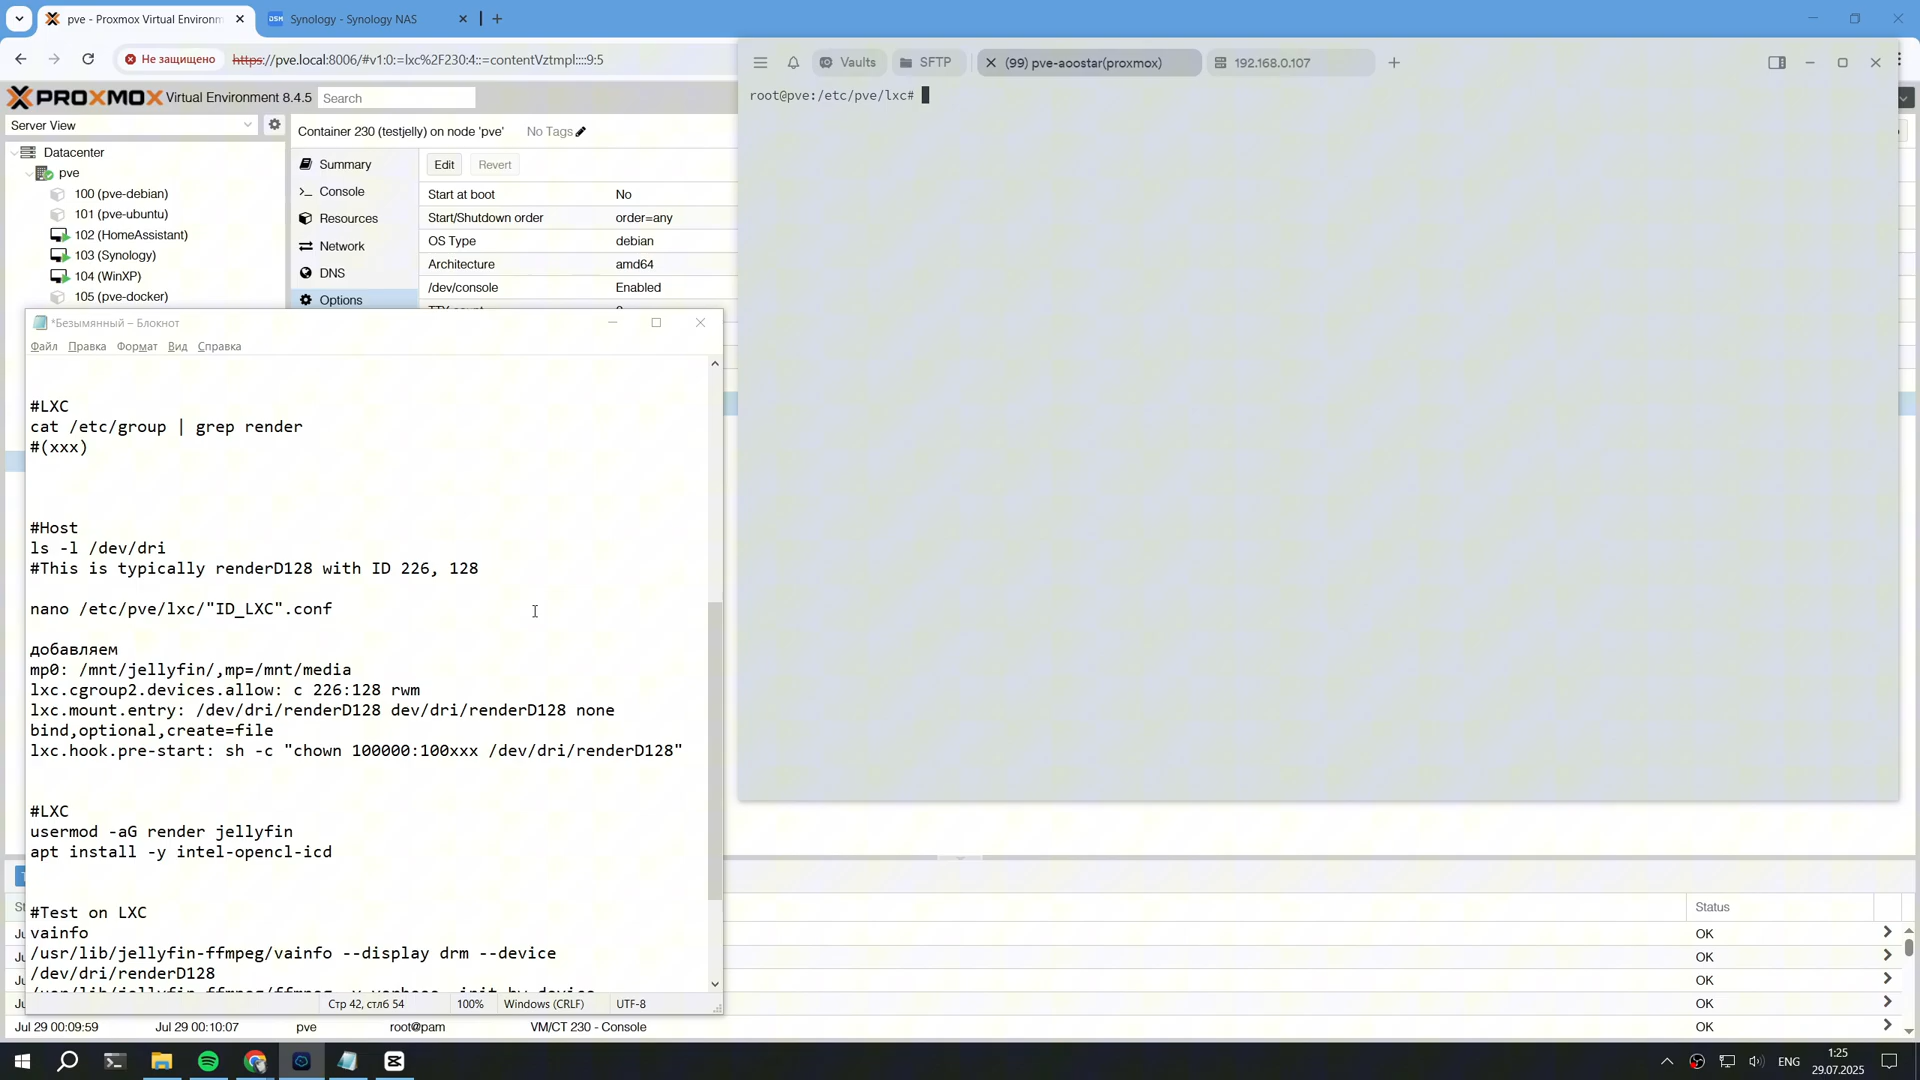 pve - Proxmox Virtual Environm
Synology - Synology NAS
Не защищено
https://pve.local:8006/#v1:0:=lxc%2F230:4::=contentVztmpl::::9:5
Vaults
SFTP
(99) pve-aoostar(proxmox)
192.168.0.107
root@pve:/etc/pve/lxc#
PROXMOX Virtual Environment 8.4.5
Search
Server View
Datacenter
pve
100 (pve-debian)
101 (pve-ubuntu)
102 (HomeAssistant)
103 (Synology)
104 (WinXP)
105 (pve-docker)
Container 230 (testjelly) on node 'pve'
No Tags
Summary
Console
Resources
Network
DNS
Options
Edit
Revert
Start at boot No
Start/Shutdown order order=any
OS Type debian
Architecture amd64
/dev/console Enabled
*Безымянный – Блокнот
Файл Правка Формат Вид Справка
#LXC
cat /etc/group | grep render
#(xxx)
#Host
ls -l /dev/dri
#This is typically renderD128 with ID 226, 128
nano /etc/pve/lxc/"ID_LXC".conf
добавляем
mp0: /mnt/jellyfin/,mp=/mnt/media
lxc.cgroup2.devices.allow: c 226:128 rwm
lxc.mount.entry: /dev/dri/renderD128 dev/dri/renderD128 none
bind,optional,create=file
lxc.hook.pre-start: sh -c "chown 100000:100xxx /dev/dri/renderD128"
#LXC
usermod -aG render jellyfin
apt install -y intel-opencl-icd
#Test on LXC
vainfo
/usr/lib/jellyfin-ffmpeg/vainfo --display drm --device
/dev/dri/renderD128
Стр 42, стлб 54
100%
Windows (CRLF)
UTF-8
Status
OK
OK
OK
OK
Jul 29 00:09:59 Jul 29 00:10:07 pve root@pam VM/CT 230 - Console OK
ENG
1:25
29.07.2025